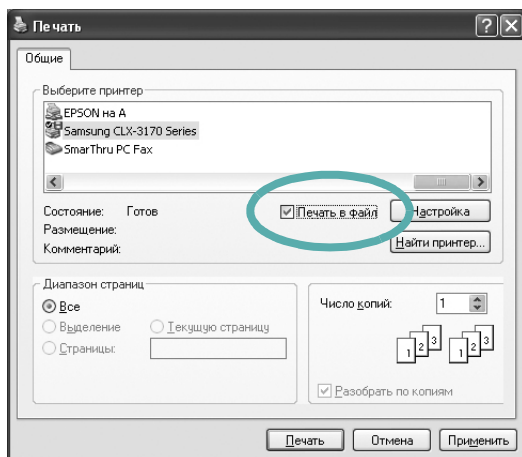 Печать
Общие
Выберите принтер
EPSON на А
Samsung CLX-3170 Series
SmarThru PC Fax
Состояние: Готов
Печать в файл
Настройка
Размещение:
Найти принтер...
Комментарий:
Диапазон страниц
Все
Выделение Текущую страницу
Страницы:
Число копий: 1
1 2 3 1 2 3
Разобрать по копиям
Печать Отмена Применить